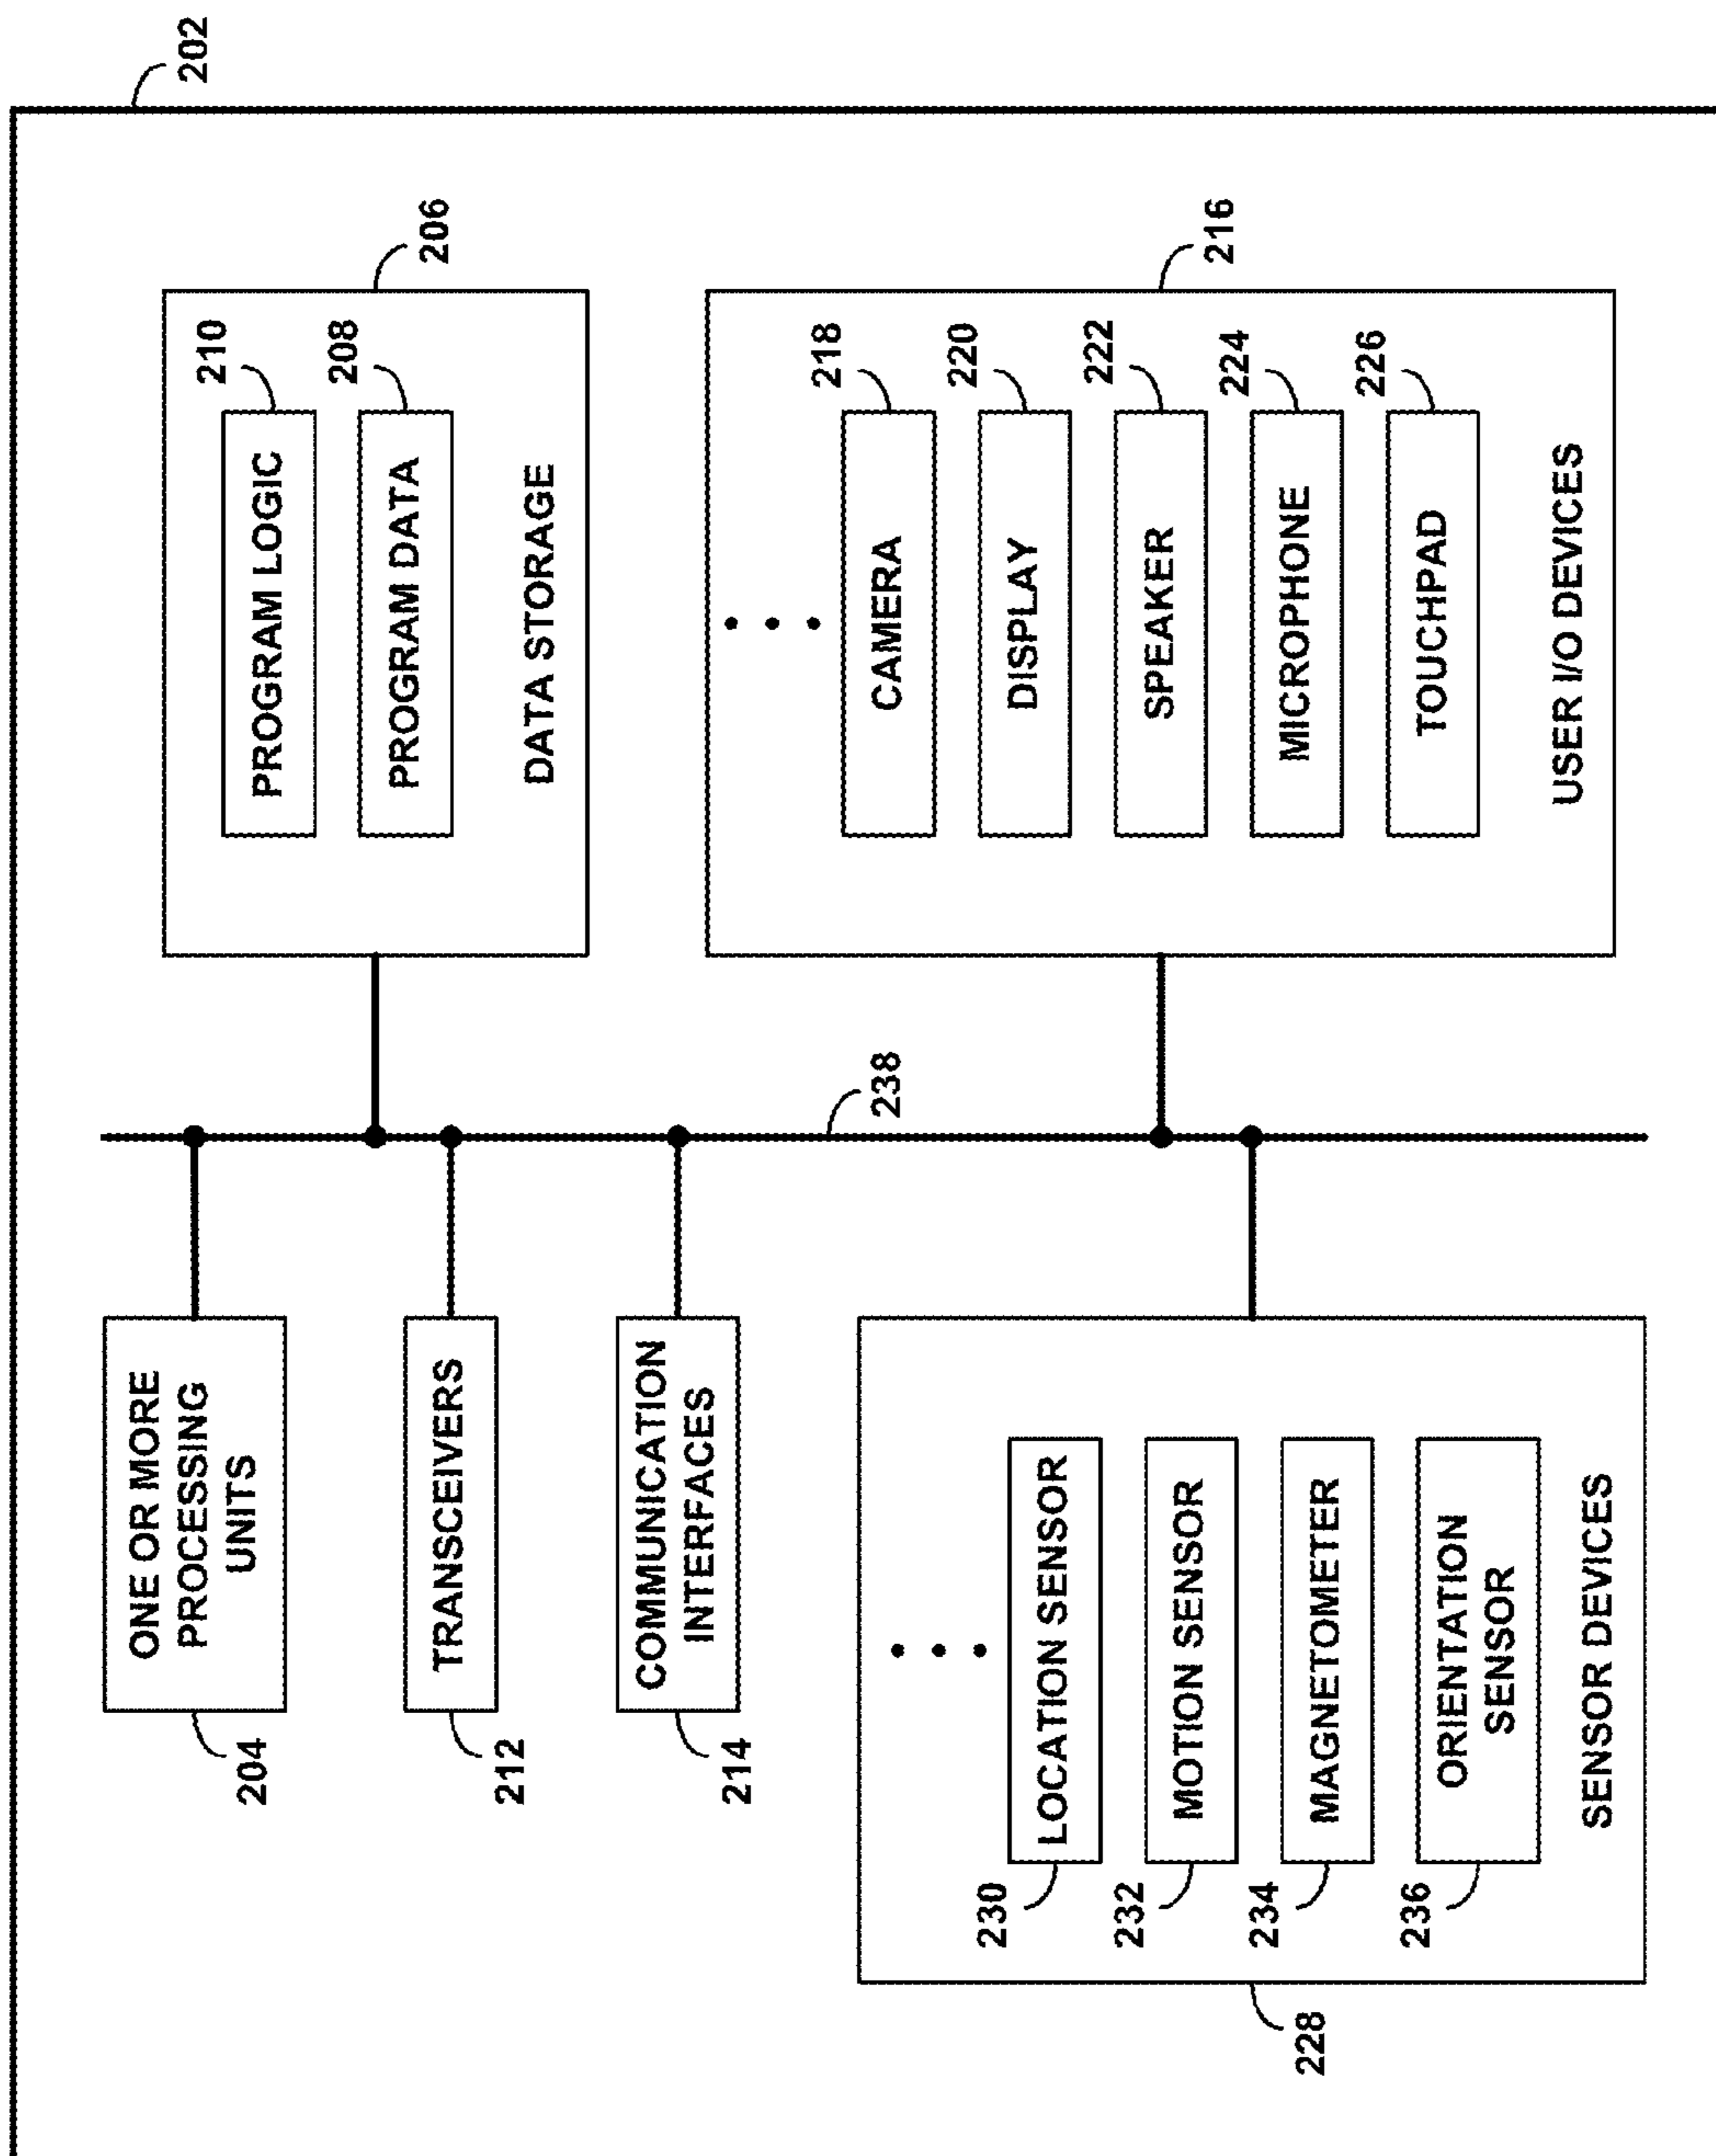 202
ONE OR MORE
PROCESSING
UNITS
204
TRANSCEIVERS
212
COMMUNICATION
INTERFACES
214
LOCATION SENSOR
230
MOTION SENSOR
232
MAGNETOMETER
234
ORIENTATION
SENSOR
236
SENSOR DEVICES
228
238
PROGRAM LOGIC
210
PROGRAM DATA
208
DATA STORAGE
206
CAMERA
218
DISPLAY
220
SPEAKER
222
MICROPHONE
224
TOUCHPAD
226
USER I/O DEVICES
216